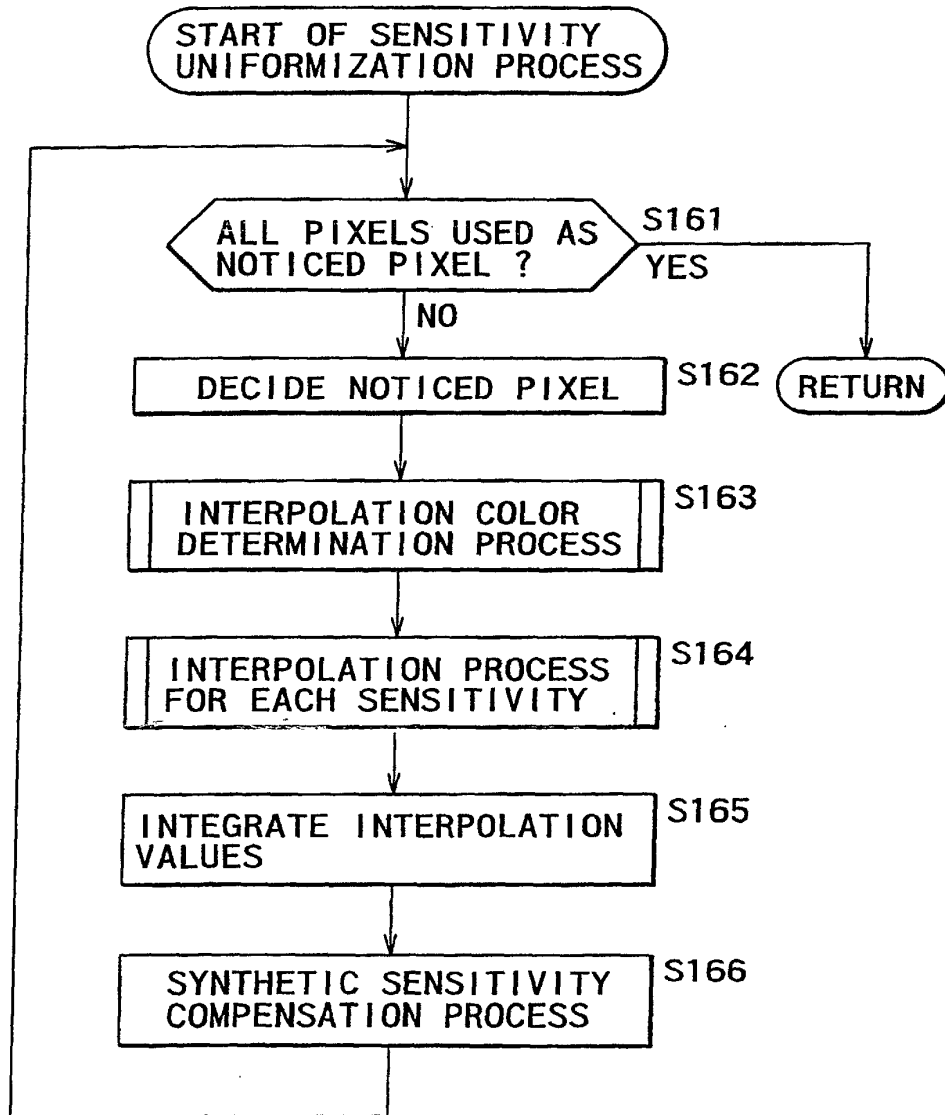 START OF SENSITIVITY
UNIFORMIZATION PROCESS
ALL PIXELS USED AS
NOTICED PIXEL ?
S161
YES
NO
DECIDE NOTICED PIXEL
S162
RETURN
INTERPOLATION COLOR
DETERMINATION PROCESS
S163
INTERPOLATION PROCESS
FOR EACH SENSITIVITY
S164
INTEGRATE INTERPOLATION
VALUES
S165
SYNTHETIC SENSITIVITY
COMPENSATION PROCESS
S166